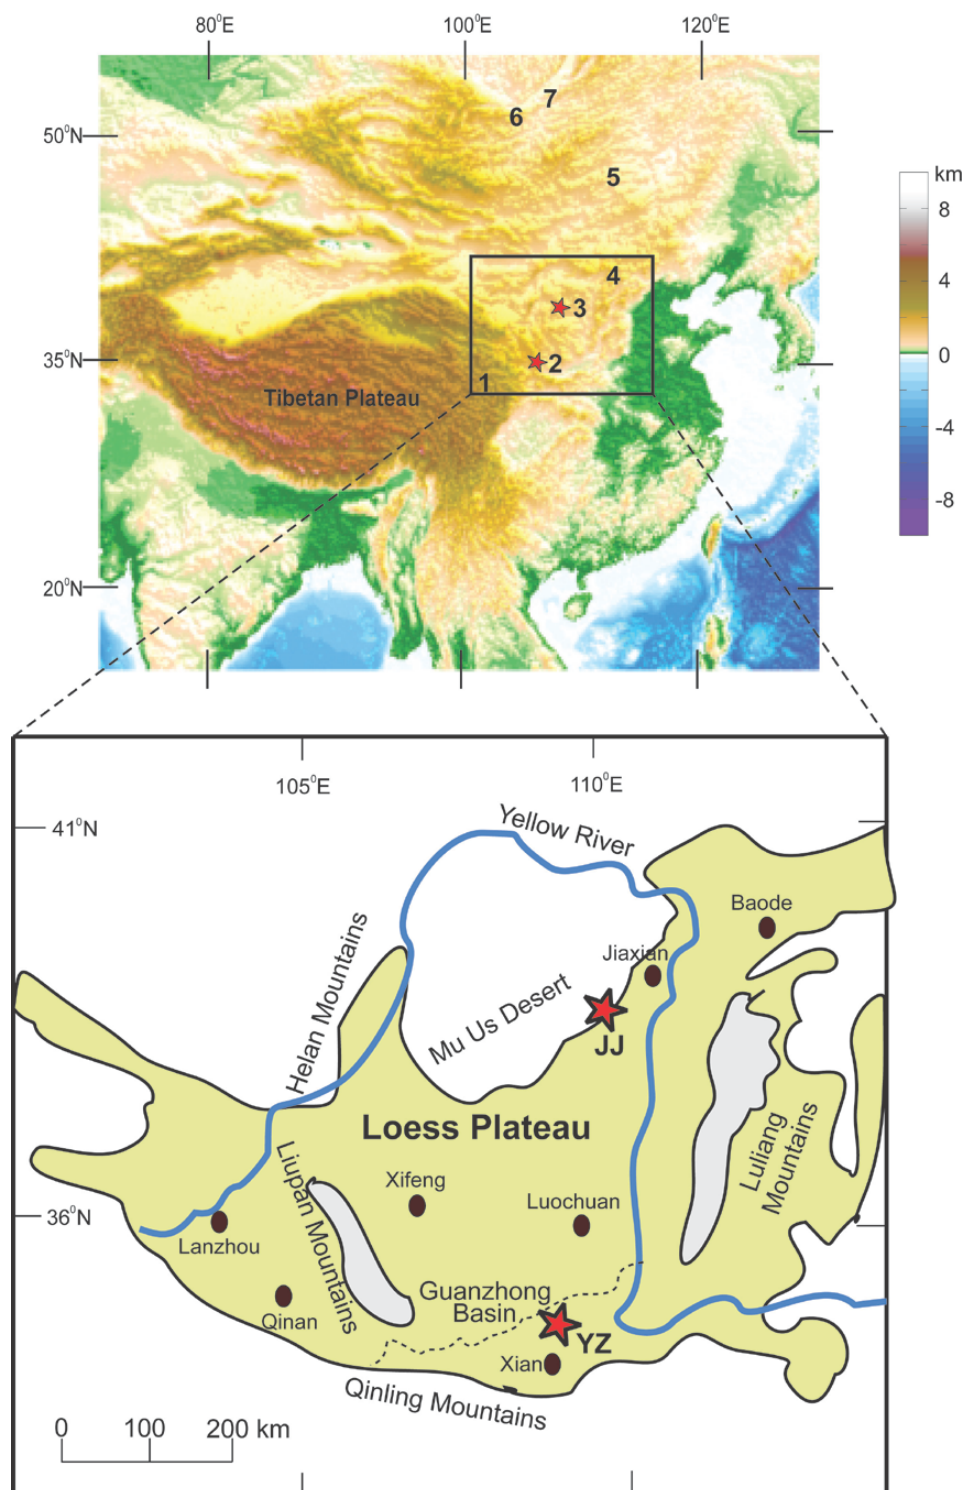 80°E
100°E
120°E
50°N
35°N
20°N
7
6
5
4
3
2
1
Tibetan Plateau
km
8
4
0
-4
-8
105°E
110°E
41°N
36°N
Yellow River
Baode
Jiaxian
Helan Mountains
Mu Us Desert
JJ
Loess Plateau
Luliang
Mountains
Liupan Mountains
Xifeng
Luochuan
Lanzhou
Guanzhong
Basin
Qinan
YZ
Xian
Qinling Mountains
0 100 200 km